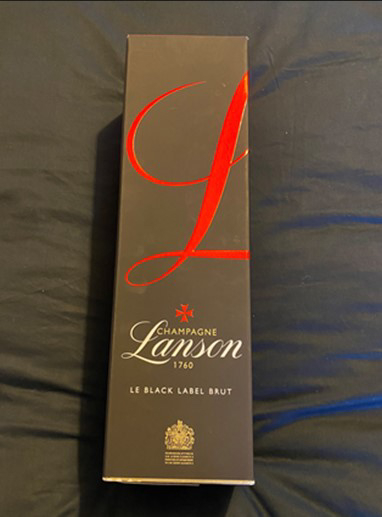 L
CHAMPAGNE
Lanson
1760
LE BLACK LABEL BRUT